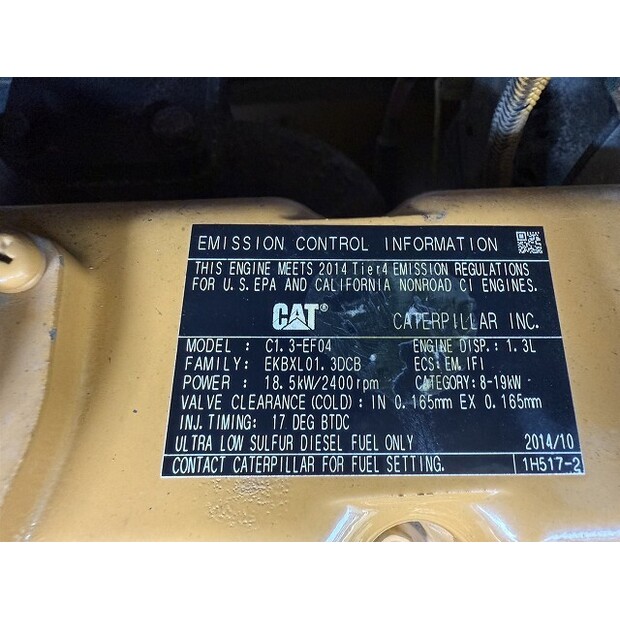 EMISSION CONTROL INFORMATION
THIS ENGINE MEETS 2014 Tier4 EMISSION REGULATIONS
FOR U.S. EPA AND CALIFORNIA NONROAD CI ENGINES.
CAT® CATERPILLAR INC.
MODEL : C1.3-EF04 ENGINE DISP.: 1.3L
FAMILY: EKBXL01.3DCB ECS: EM, IFI
POWER : 18.5kW/2400rpm CATEGORY: 8-19kW
VALVE CLEARANCE (COLD) : IN 0.165mm EX 0.165mm
INJ. TIMING: 17 DEG BTDC
ULTRA LOW SULFUR DIESEL FUEL ONLY 2014/10
CONTACT CATERPILLAR FOR FUEL SETTING. 1H517-2